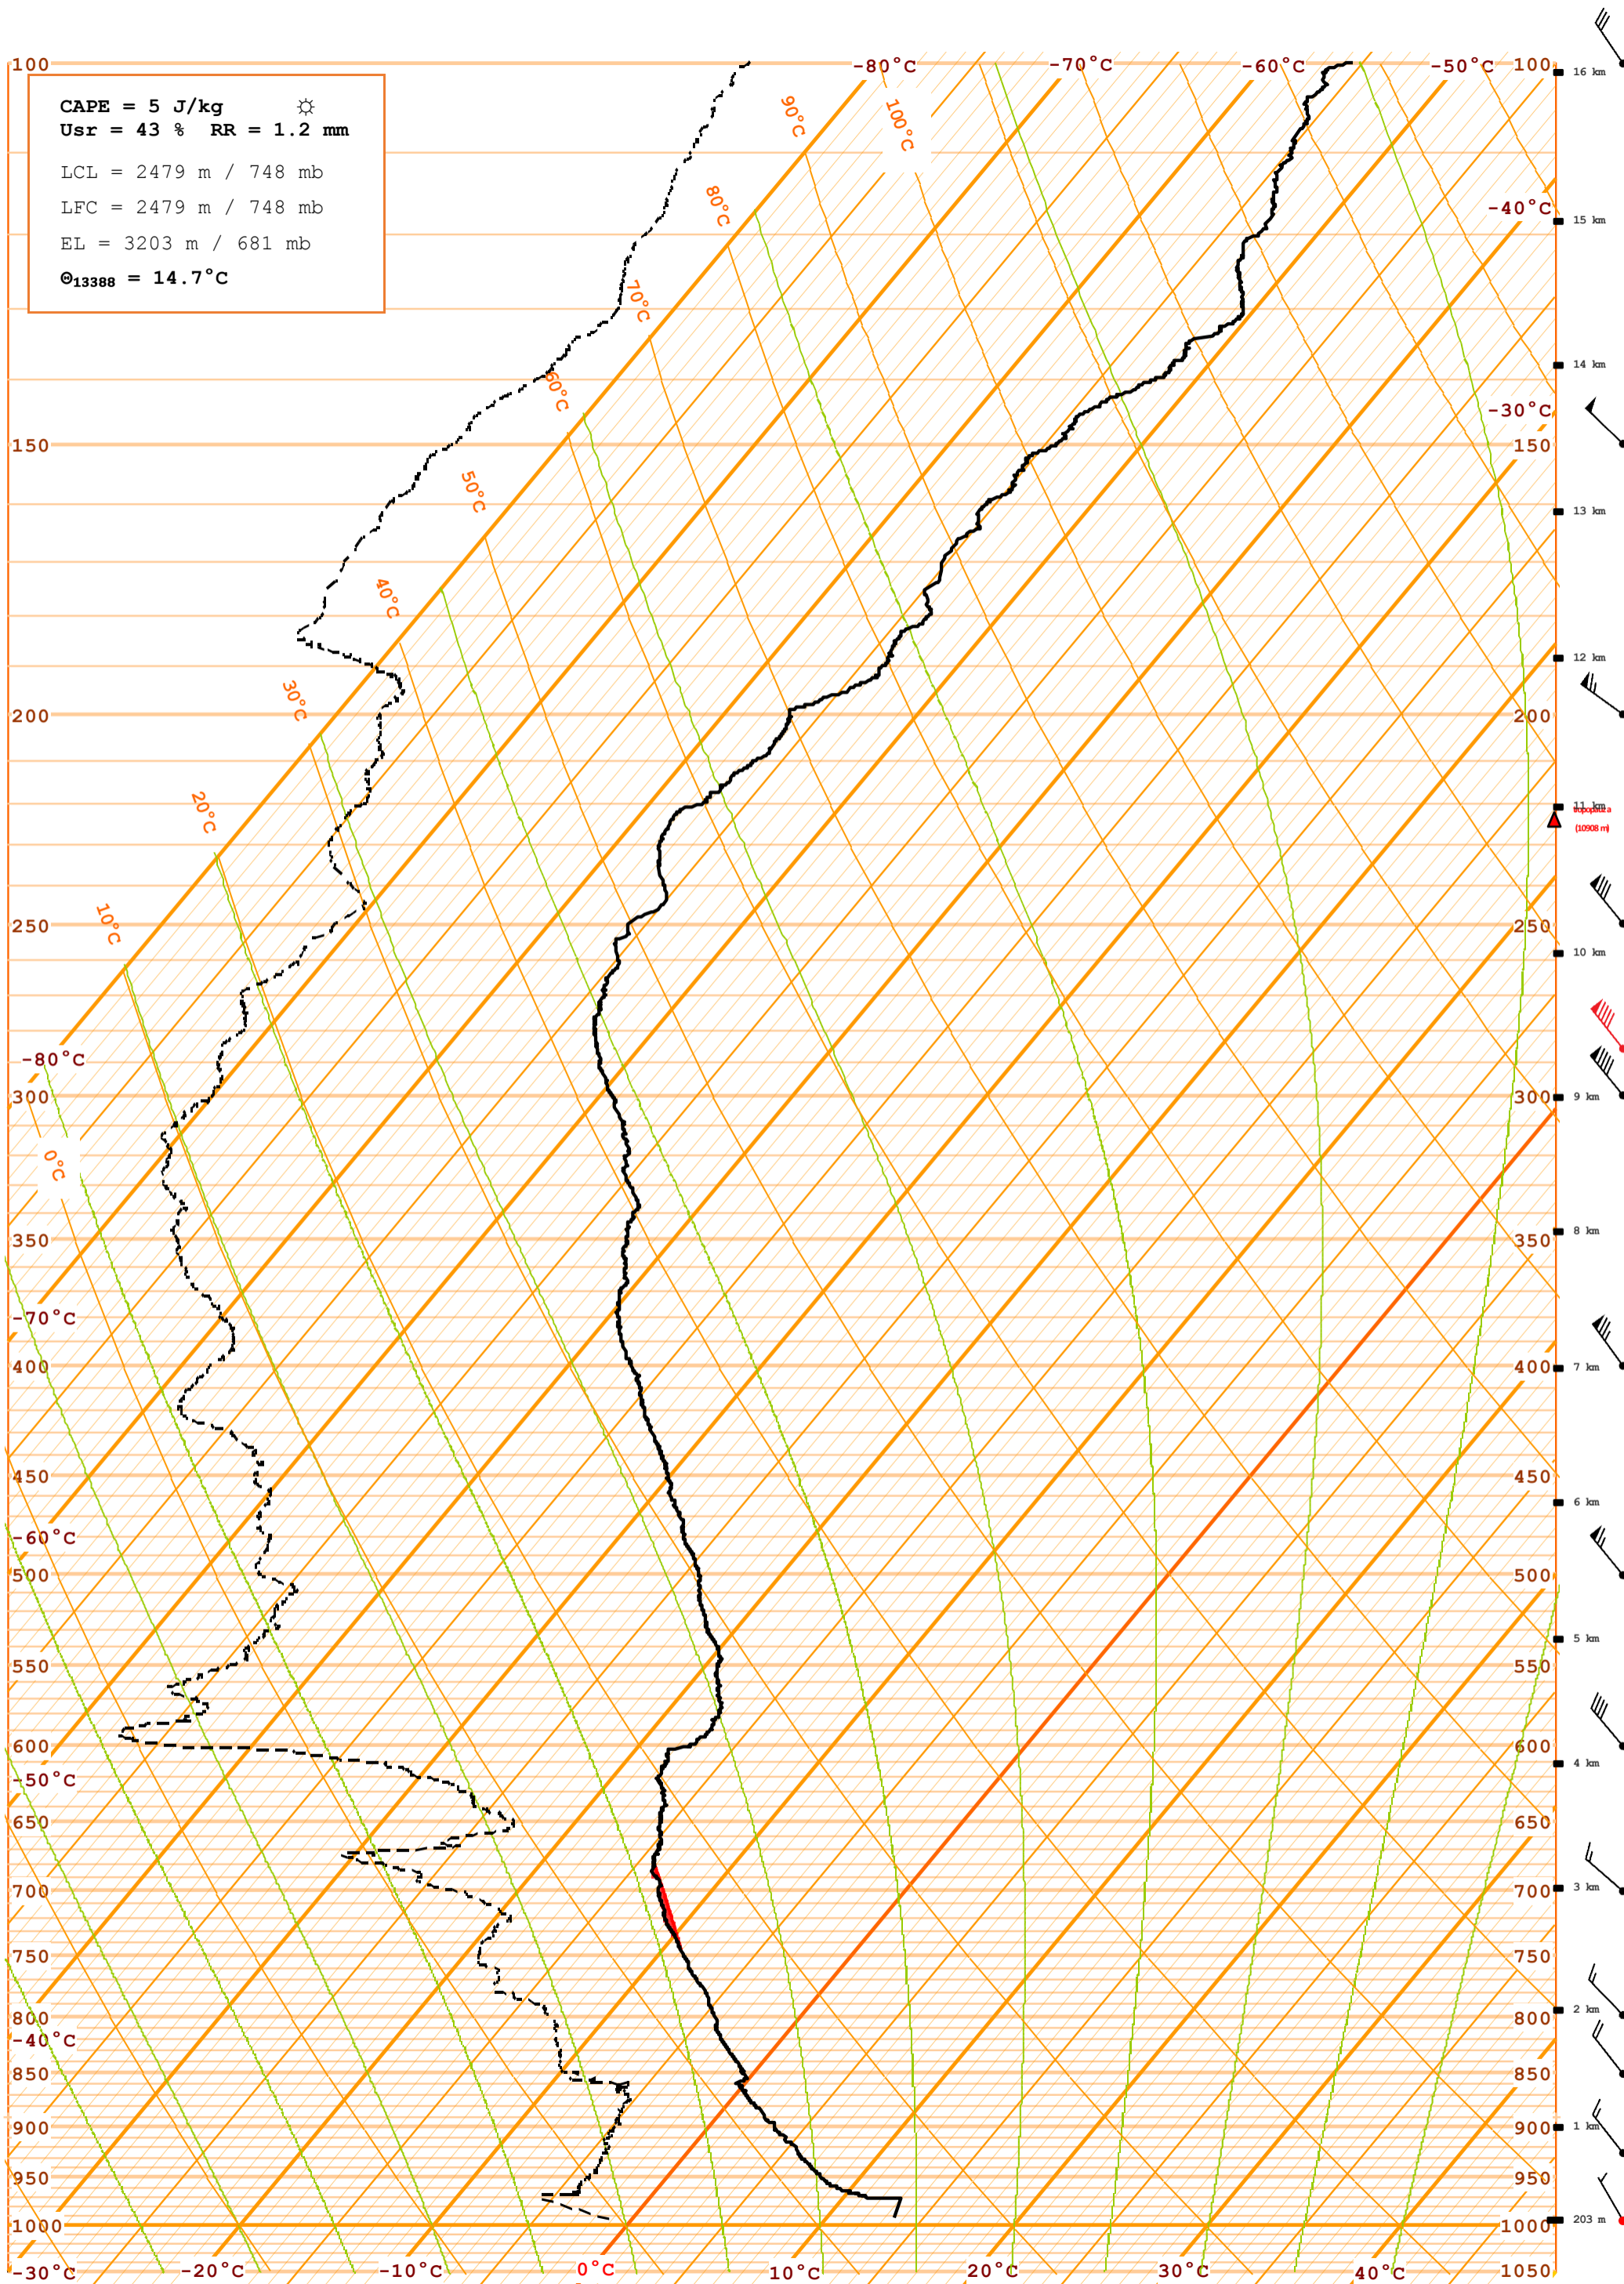 100 -80°C -70°C -60°C -50°C 100
16 km
CAPE = 5 J/kg ☼
Usr = 43 % RR = 1.2 mm
LCL = 2479 m / 748 mb
LFC = 2479 m / 748 mb
EL = 3203 m / 681 mb
Θ13388 = 14.7°C
90°C 100°C
80°C -40°C 15 km
70°C
14 km
60°C -30°C
150 150
50°C 13 km
40°C
12 km
30°C
200 200
20°C 11 km
(10908 m)
10°C
250 250
10 km
-80°C
300 300 9 km
0°C
350 350 8 km
-70°C
400 400 7 km
450 450
6 km
-60°C
500 500
5 km
550 550
600 600
4 km
-50°C
650 650
700 700 3 km
750 750
800 800 2 km
-40°C
850 850
900 900 1 km
950 950
1000 1000 203 m
-30°C -20°C -10°C 0°C 10°C 20°C 30°C 40°C 1050